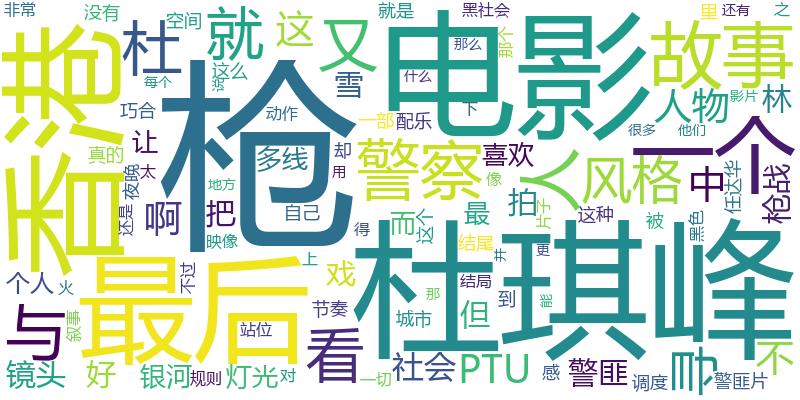 非常 没有 空间 就是 黑社会 里 还有 之
香港 杜 就 这 又 电影 那个 故事
这么 雪 那么 什么 影片
每个 巧合 动作 一部 配乐 下 人物 林
枪 很多 他们
真的 让 多线 却 警察 喜欢 人 风格 一个
太 地方 用 像 中 任达华 枪战
夜晚 还是 啊 把 自己 而 这个 最 拍 片子 这种 被 黑色
映像 得 结尾 更
个人 火 不过 最后 上 戏 杜琪峰 结局 并
与 叙事 节奏 那 到 能
站位 看 城市 但 也 不
镜头 好 银河 规则 灯光 对 一切 社会 PTU 感 警匪 调度 警匪片